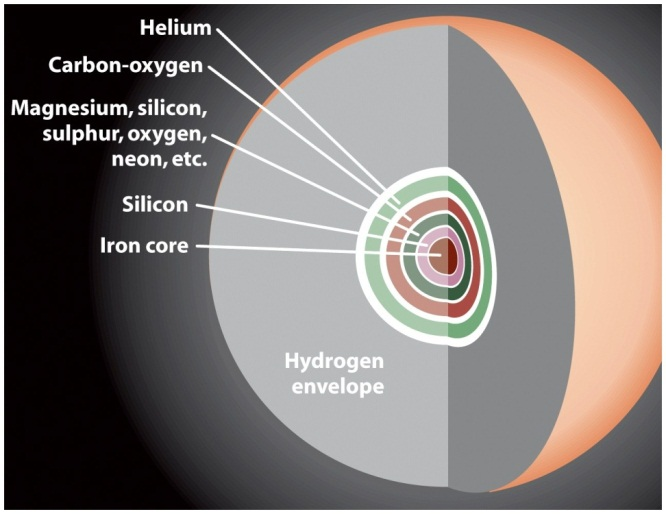 Helium
Carbon-oxygen
Magnesium, silicon,
sulphur, oxygen,
neon, etc.
Silicon
Iron core
Hydrogen
envelope